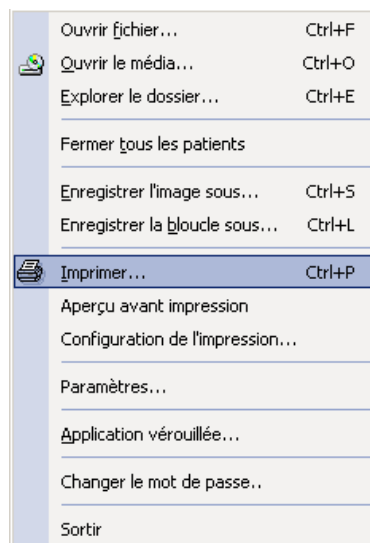 Ouvrir fichier... Ctrl+F
Ouvrir le média... Ctrl+O
Explorer le dossier... Ctrl+E
Fermer tous les patients
Enregistrer l'image sous... Ctrl+S
Enregistrer la bloucle sous... Ctrl+L
Imprimer... Ctrl+P
Aperçu avant impression
Configuration de l'impression...
Paramètres...
Application vérouillée...
Changer le mot de passe..
Sortir